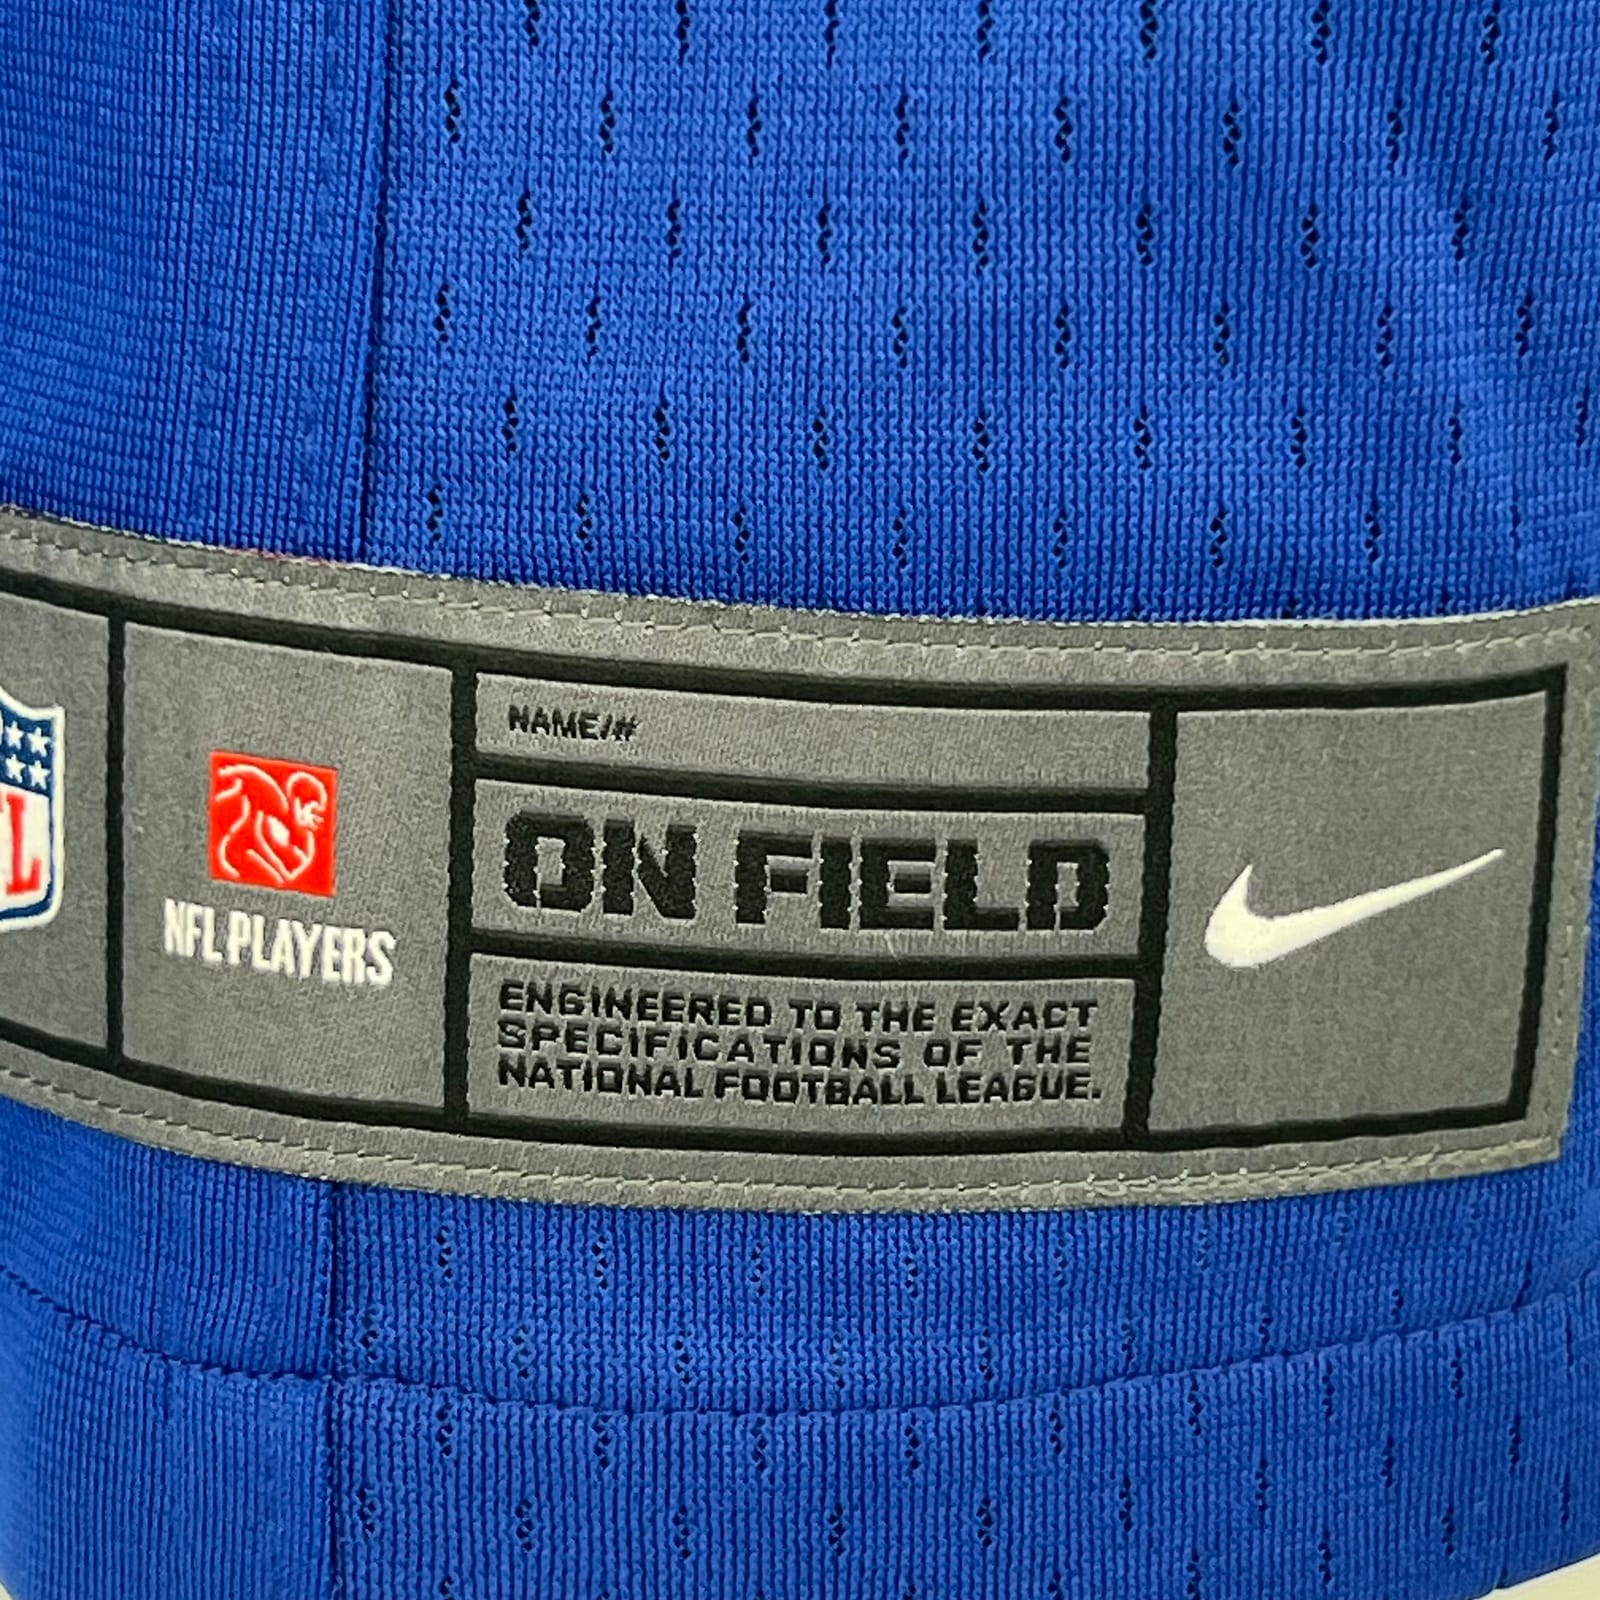 NFL PLAYERS
NAME/#
ON FIELD
ENGINEERED TO THE EXACT
SPECIFICATIONS OF THE
NATIONAL FOOTBALL LEAGUE.